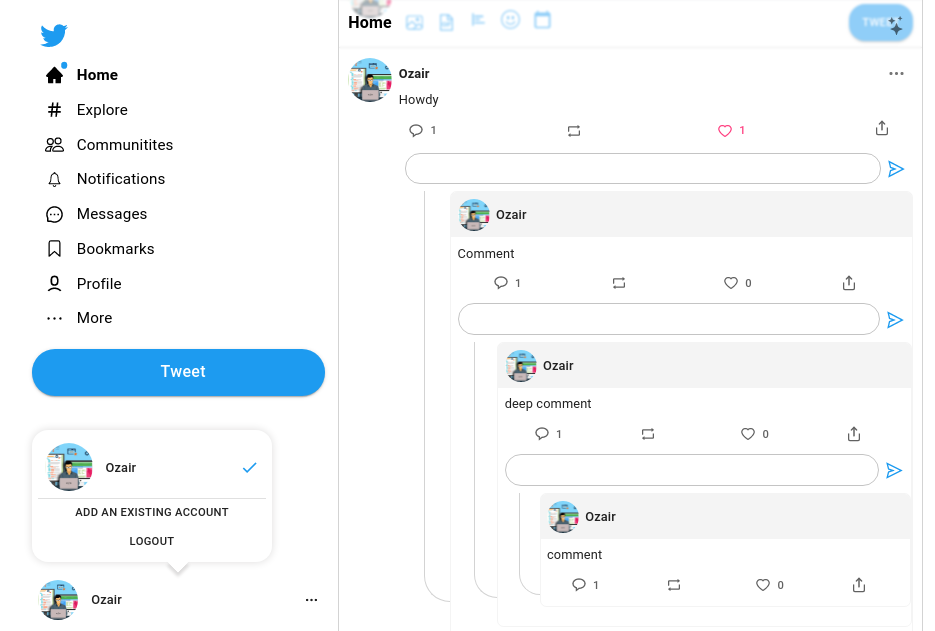 Home
Explore
Communitites
Notifications
Messages
Bookmarks
Profile
More
Tweet
Ozair
ADD AN EXISTING ACCOUNT
LOGOUT
Ozair
Home
Ozair
Howdy
1 1
Ozair
Comment
1 0
Ozair
deep comment
1 0
Ozair
comment
1 0